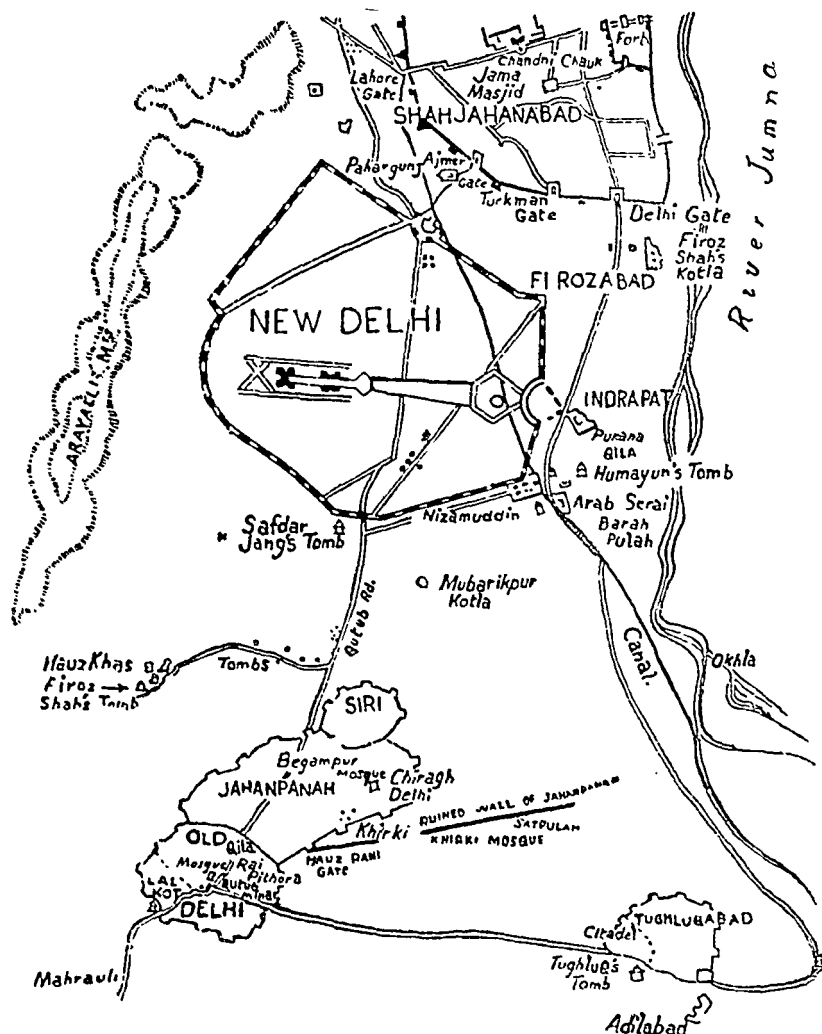 Fort
Chandni Chauk
Lahore
Gate
Jama
Masjid
SHAHJAHANABAD
River Jumna
Pahargunj
Ajmer
Gate
Turkman
Gate
Delhi Gate
Firoz
Shah's
Kotla
FIROZABAD
NEW DELHI
ARAVALLIS MTS
INDRAPAT
Purana
QILA
Humayun's Tomb
Arab Serai
Barah
Pulah
Nizamuddin
Safdar
Jang's Tomb
Mubarikpur
Kotla
Qutub Rd.
Canal.
Okhla
Hauz Khas
Firoz →
Shah's Tomb
Tombs
SIRI
Begampur
MOSQUE
JAHANPANAH
Chiragh
Delhi
Khirki
RUINED WALL OF JAHANPANAH
SATPULAH
KHIRKI MOSQUE
HAUZ RANI
GATE
OLD
Qila
Rai
Pithora
Mosque
Qutub
Minar
LAL
KOT
DELHI
Mahrauli
TUGHLUBABAD
Citadel
Tughluq's
Tomb
Adilabad